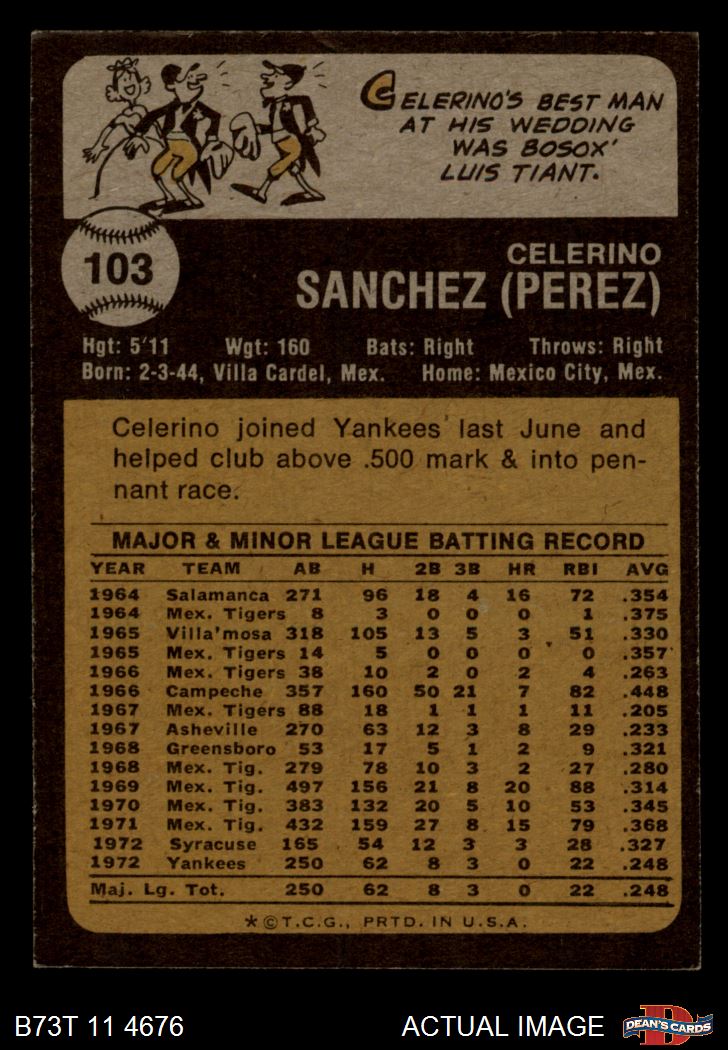 CELERINO'S BEST MAN
AT HIS WEDDING
WAS BOSOX'
LUIS TIANT.
103
CELERINO
SANCHEZ (PEREZ)
Hgt: 5'11 Wgt: 160 Bats: Right Throws: Right
Born: 2-3-44, Villa Cardel, Mex. Home: Mexico City, Mex.
Celerino joined Yankees last June and
helped club above .500 mark & into pen-
nant race.
MAJOR & MINOR LEAGUE BATTING RECORD
YEAR TEAM AB H 2B 3B HR RBI AVG
1964 Salamanca 271 96 18 4 16 72 .354
1964 Mex. Tigers 8 3 0 0 0 1 .375
1965 Villa'mosa 318 105 13 5 3 51 .330
1965 Mex. Tigers 14 5 0 0 0 0 .357
1966 Mex. Tigers 38 10 2 0 2 4 .263
1966 Campeche 357 160 50 21 7 82 .448
1967 Mex. Tigers 88 18 1 1 1 11 .205
1967 Asheville 270 63 12 3 8 29 .233
1968 Greensboro 53 17 5 1 2 9 .321
1968 Mex. Tig. 279 78 10 3 2 27 .280
1969 Mex. Tig. 497 156 21 8 20 88 .314
1970 Mex. Tig. 383 132 20 5 10 53 .345
1971 Mex. Tig. 432 159 27 8 15 79 .368
1972 Syracuse 165 54 12 3 3 28 .327
1972 Yankees 250 62 8 3 0 22 .248
Maj. Lg. Tot. 250 62 8 3 0 22 .248
*©T.C.G., PRTD. IN U.S.A.
B73T 11 4676 ACTUAL IMAGE
D
DEAN'S CARDS